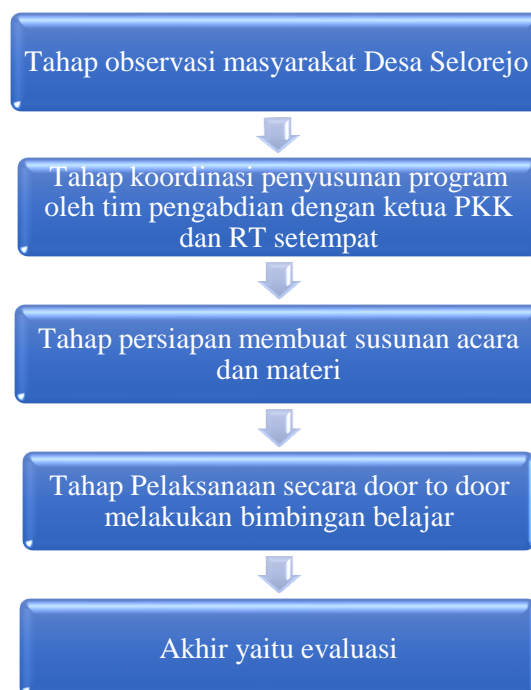 Tahap observasi masyarakat Desa Selorejo
Tahap koordinasi penyusunan program
oleh tim pengabdian dengan ketua PKK
dan RT setempat
Tahap persiapan membuat susunan acara
dan materi
Tahap Pelaksanaan secara door to door
melakukan bimbingan belajar
Akhir yaitu evaluasi